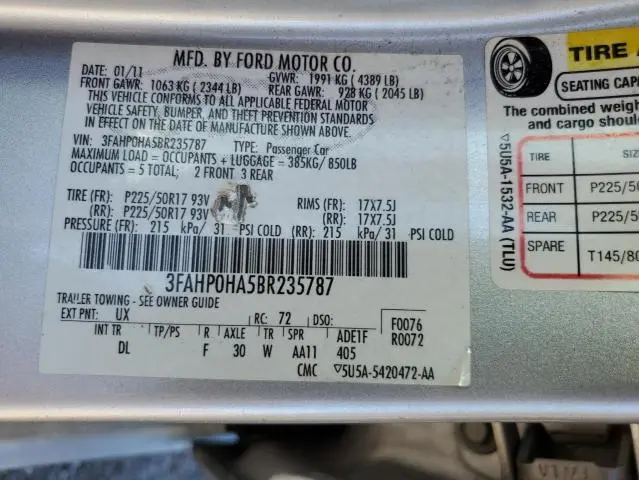 MFD. BY FORD MOTOR CO.
DATE: 01/11 GVWR: 1991 KG ( 4389 LB)
FRONT GAWR: 1063 KG ( 2344 LB) REAR GAWR: 928 KG ( 2045 LB)
THIS VEHICLE CONFORMS TO ALL APPLICABLE FEDERAL MOTOR
VEHICLE SAFETY, BUMPER, AND THEFT PREVENTION STANDARDS
IN EFFECT ON THE DATE OF MANUFACTURE SHOWN ABOVE.
VIN: 3FAHP0HA5BR235787 TYPE: Passenger Car
MAXIMUM LOAD = OCCUPANTS + LUGGAGE = 385KG/ 850LB
OCCUPANTS = 5 TOTAL; 2 FRONT 3 REAR
TIRE (FR): P225/50R17 93V RIMS (FR): 17X7.5J
(RR): P225/50R17 93V (RR): 17X7.5J
PRESSURE (FR): 215 kPa/ 31 PSI COLD (RR): 215 kPa/ 31 PSI COLD
3FAHP0HA5BR235787
TRAILER TOWING - SEE OWNER GUIDE
EXT PNT: UX RC: 72 DSO: F0076
R0072
INT TR TP/PS R AXLE TR SPR ADE1F
DL F 30 W AA11 405
CMC ▽5U5A-5420472-AA
▽5U5A-1532-AA (TLU)
TIRE
SEATING CAP
The combined weig
and cargo shoul
TIRE SIZ
FRONT P225/50
REAR P225/5
SPARE T145/80